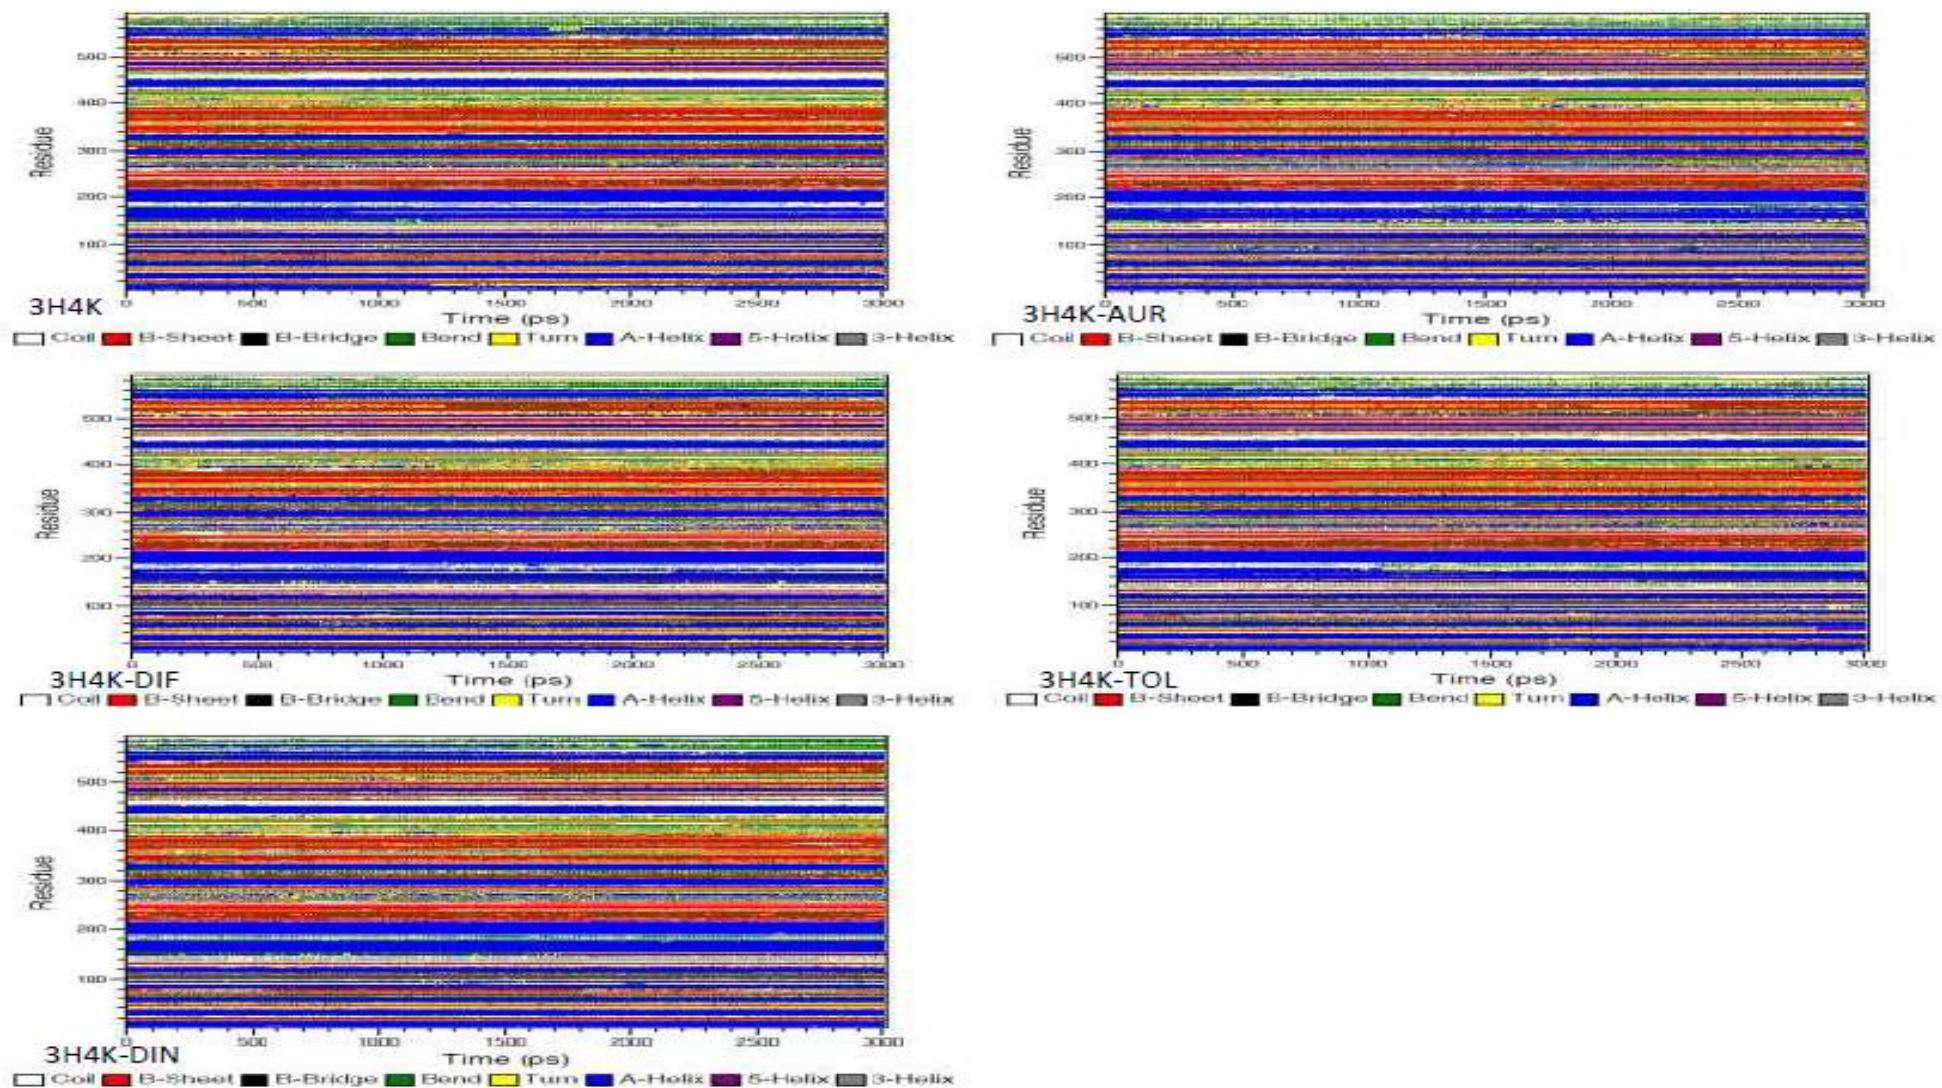 500
400
300
200
100
Residue
0 500 1000 1500 2000 2500 3000
3H4K
Time (ps)
Coil B-Sheet B-Bridge Bend Turn A-Helix 5-Helix 3-Helix
500
400
300
200
100
Residue
0 500 1000 1500 2000 2500 3000
3H4K-AUR
Time (ps)
Coil B-Sheet B-Bridge Bend Turn A-Helix 5-Helix 3-Helix
500
400
300
200
100
Residue
0 500 1000 1500 2000 2500 3000
3H4K-DIF
Time (ps)
Coil B-Sheet B-Bridge Bend Turn A-Helix 5-Helix 3-Helix
500
400
300
200
100
Residue
0 500 1000 1500 2000 2500 3000
3H4K-TOL
Time (ps)
Coil B-Sheet B-Bridge Bend Turn A-Helix 5-Helix 3-Helix
500
400
300
200
100
Residue
0 500 1000 1500 2000 2500 3000
3H4K-DIN
Time (ps)
Coil B-Sheet B-Bridge Bend Turn A-Helix 5-Helix 3-Helix